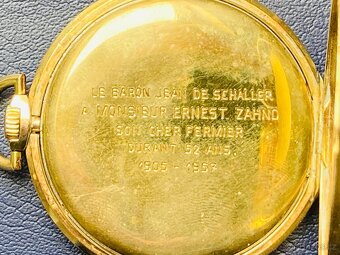 LE BARON JEAN DE SCHALLER
A MONSIEUR ERNEST ZAHND
SON CHER FERMIER
DURANT 52 ANS
1905 - 1957